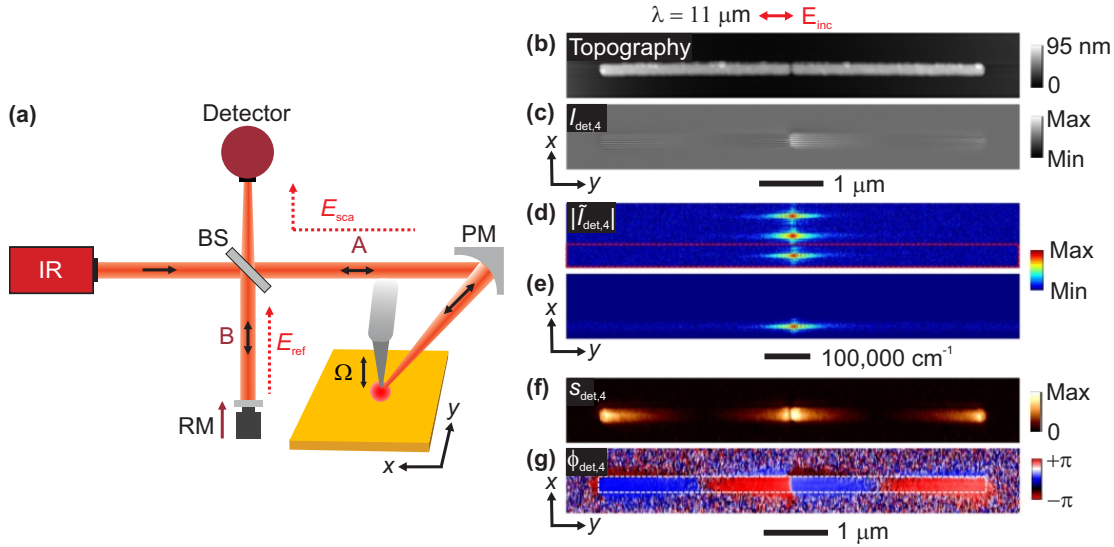 (a)
Detector
E_sca
BS
A
PM
IR
B
E_ref
Ω
RM
y
x
λ = 11 μm
E_inc
(b)
Topography
95 nm
0
(c)
I_det,4
Max
Min
x
y
1 μm
(d)
|Ĩ_det,4|
Max
Min
(e)
x
y
100,000 cm⁻¹
(f)
s_det,4
Max
0
(g)
ϕ_det,4
+π
−π
x
y
1 μm